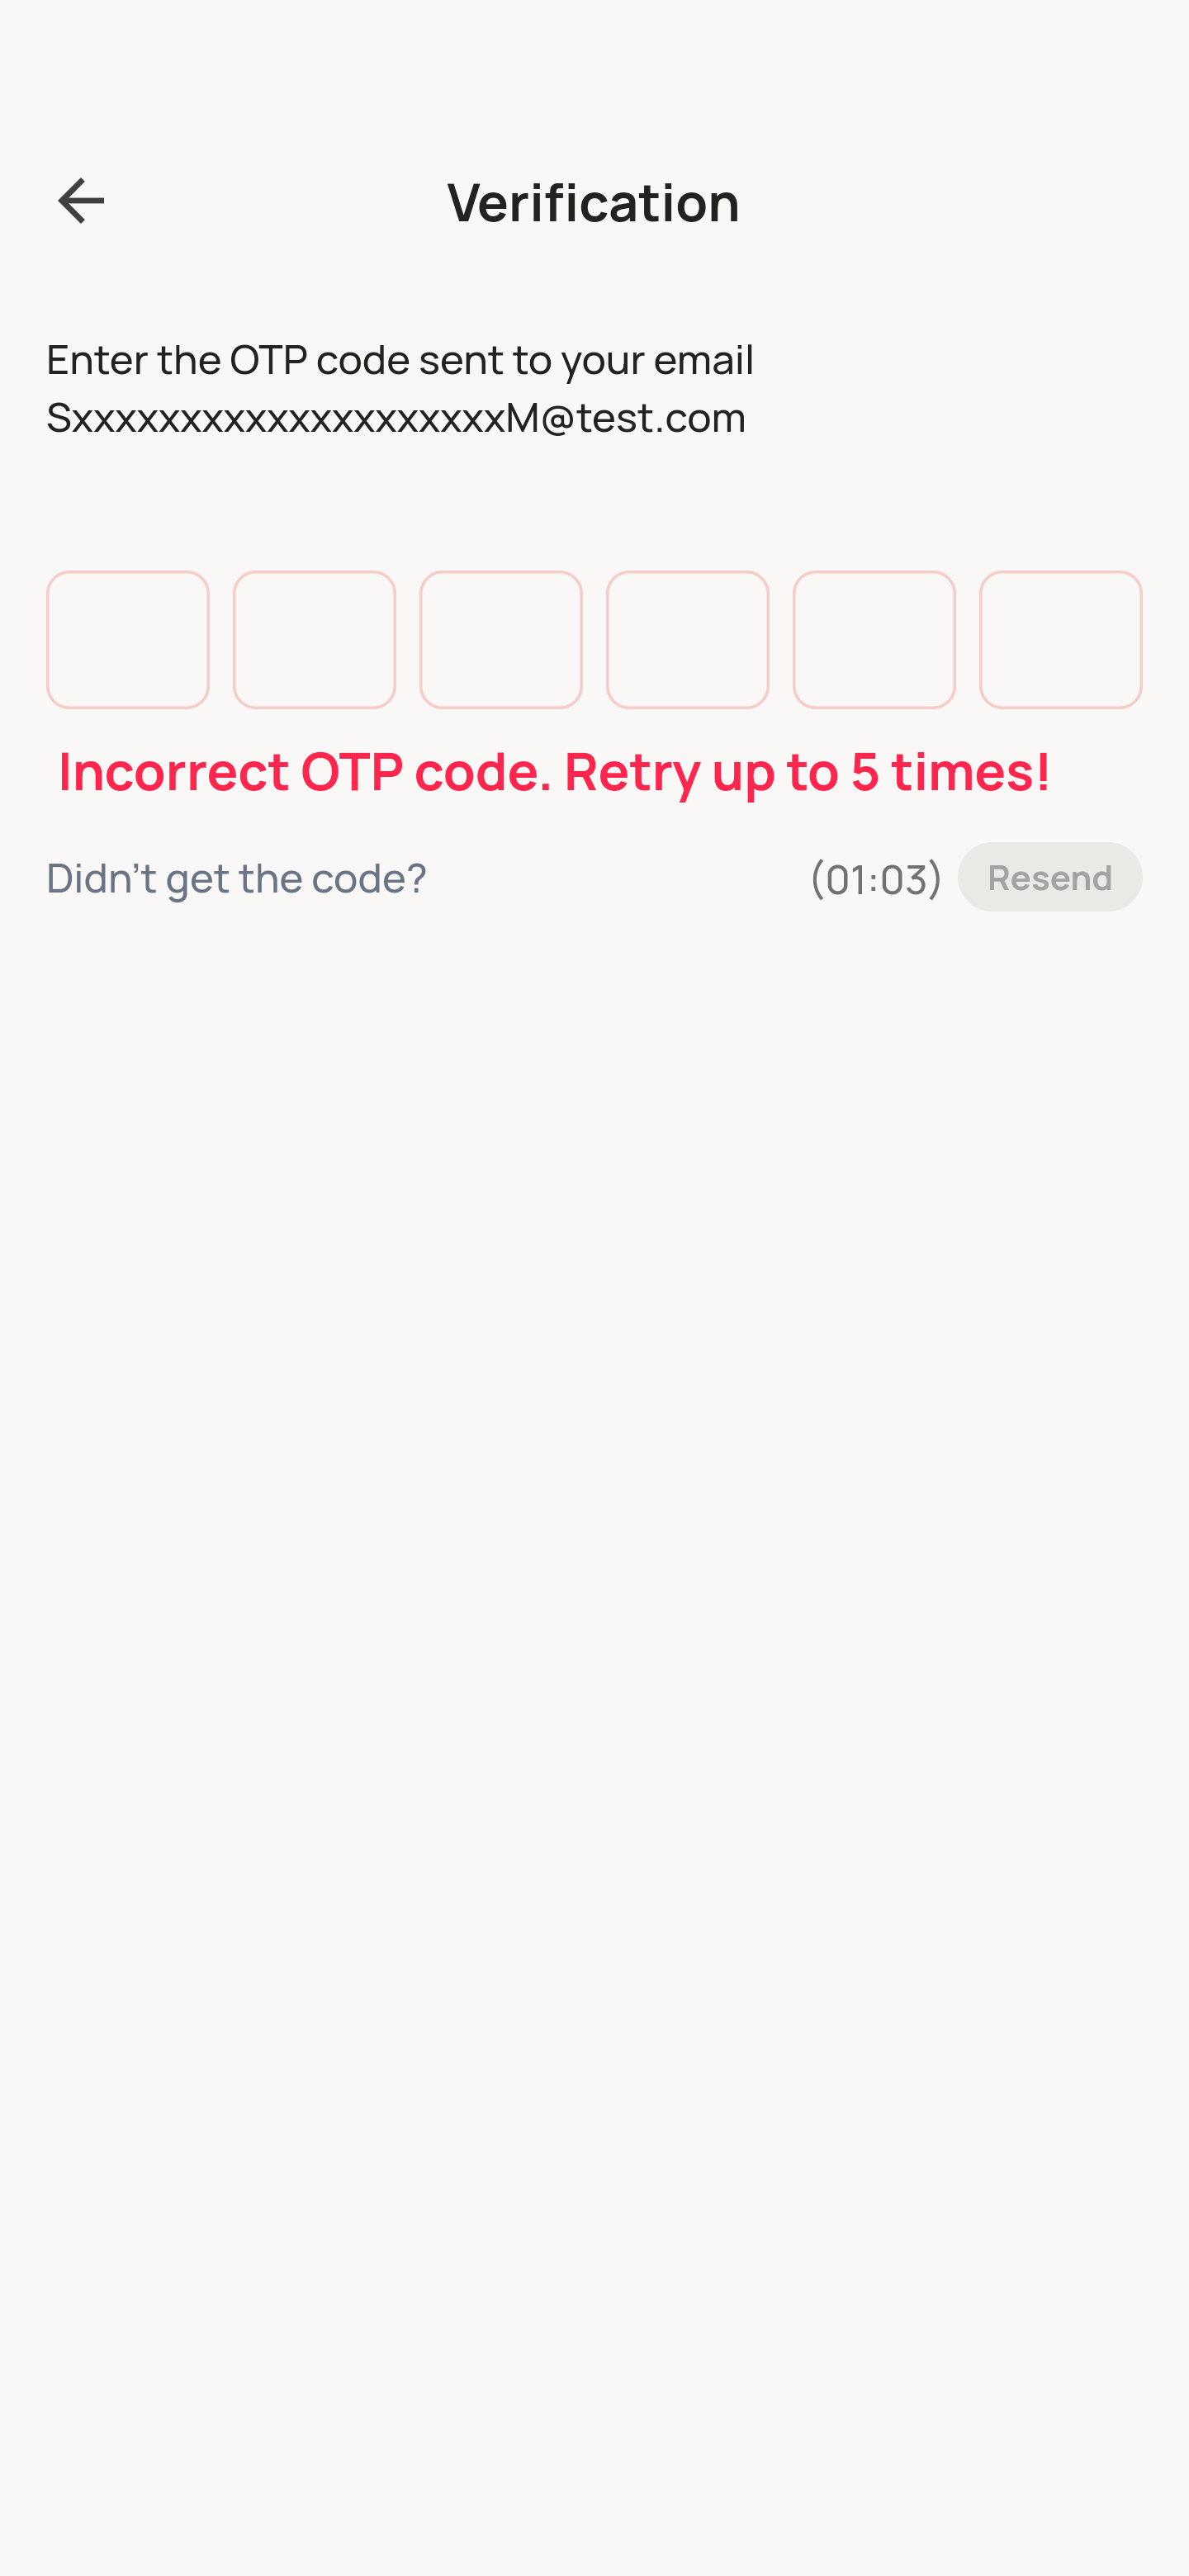 Verification
Enter the OTP code sent to your email
SxxxxxxxxxxxxxxxxxxxxM@test.com
Incorrect OTP code. Retry up to 5 times!
Didn't get the code? (01:03) Resend